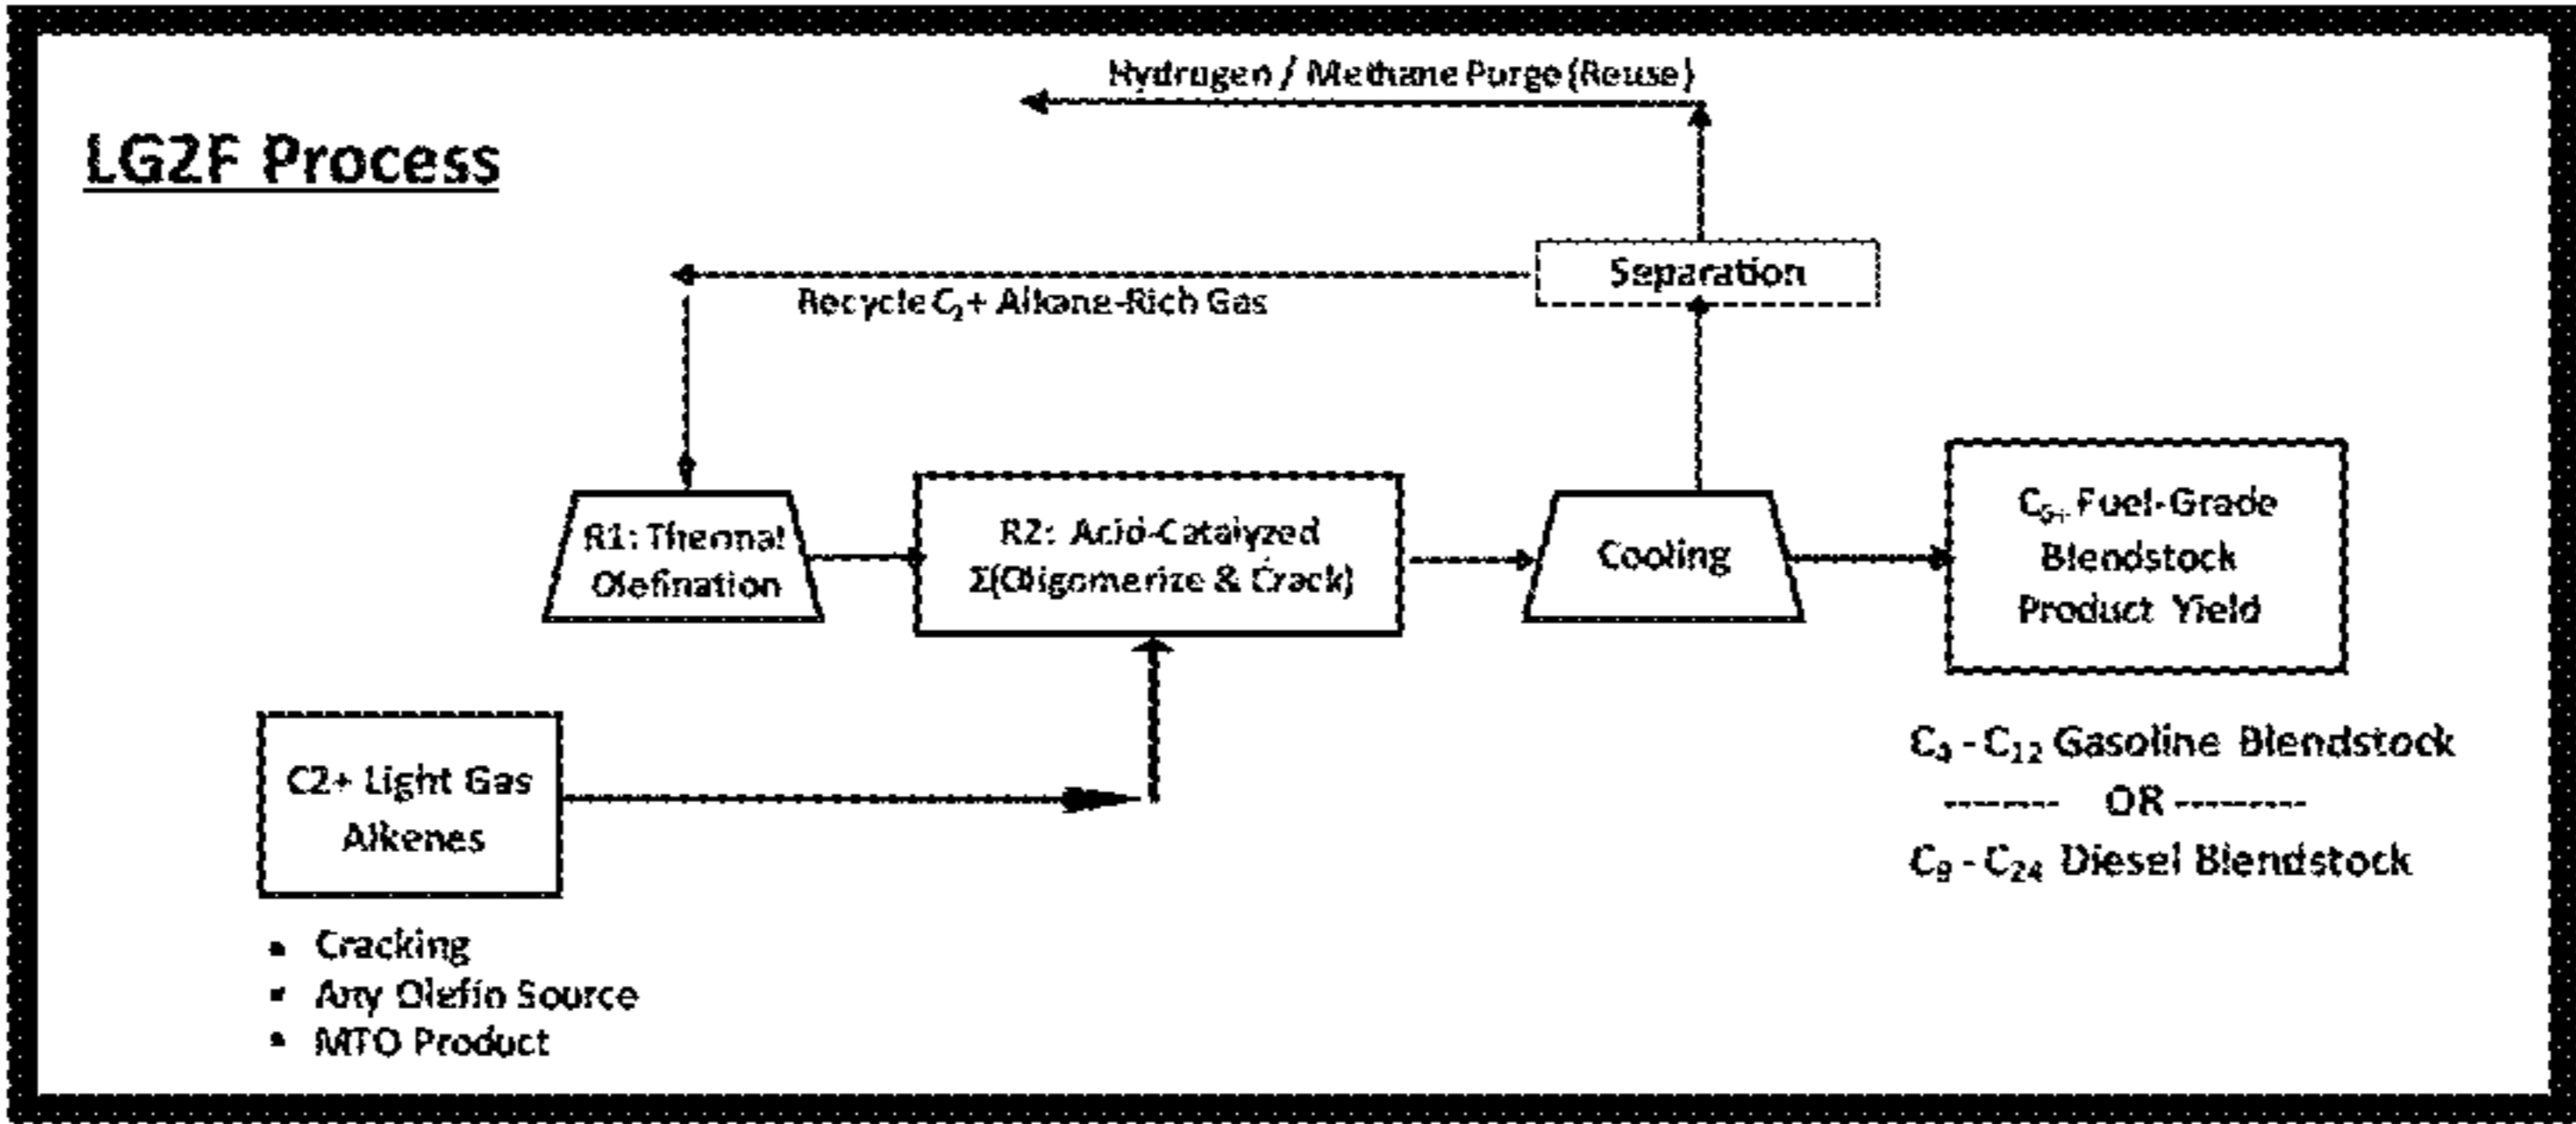 Hydrogen / Methane Purge (Reuse)
LG2F Process
Separation
Recycle C₂+ Alkane-Rich Gas
R1: Thermal
Olefination
R2: Acid-Catalyzed
Σ(Oligomerize & Crack)
Cooling
C₅₊ Fuel-Grade
Blendstock
Product Yield
C2+ Light Gas
Alkenes
C₄ - C₁₂ Gasoline Blendstock
-------- OR ---------
C₉ - C₂₄ Diesel Blendstock
• Cracking
• Any Olefin Source
• MTO Product